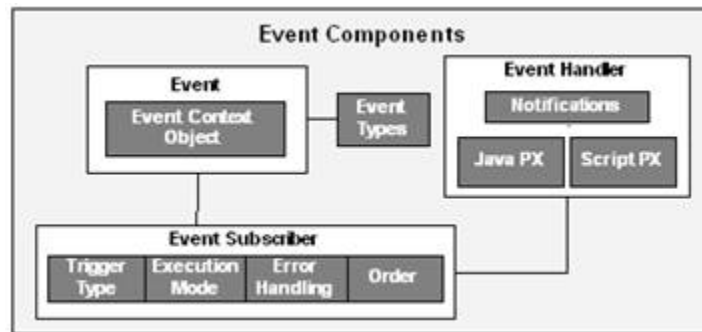 Event Components
Event
Event Context
Object
Event
Types
Event Handler
Notifications
Java PX
Script PX
Event Subscriber
Trigger
Type
Execution
Mode
Error
Handling
Order